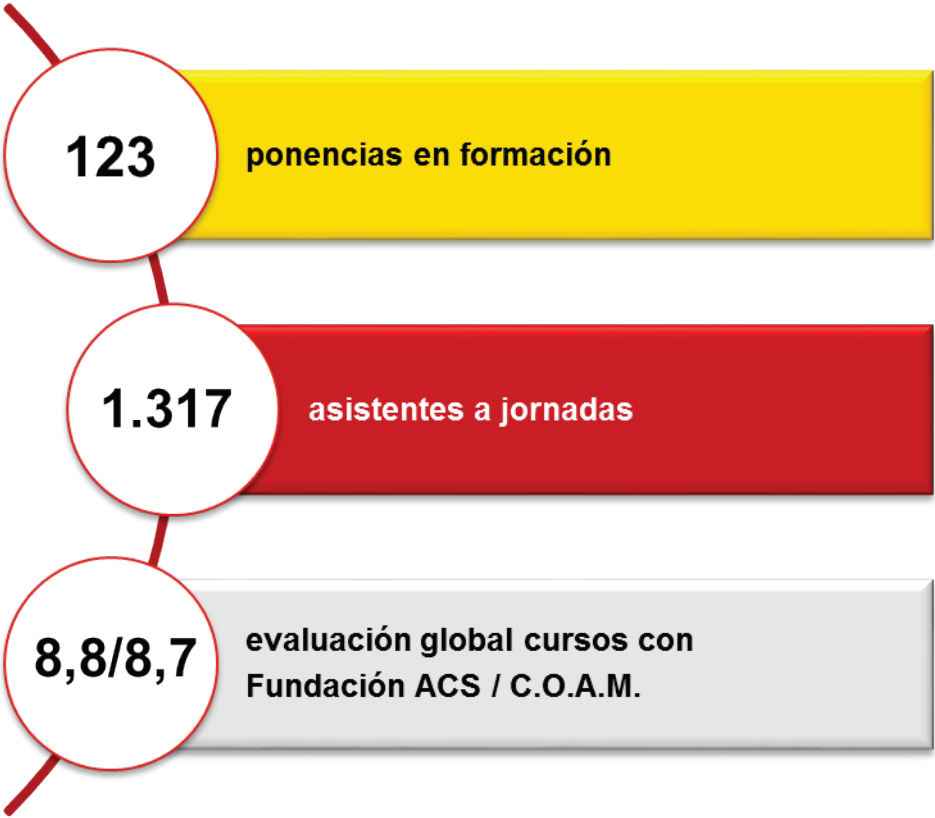 123
ponencias en formación
1.317
asistentes a jornadas
8,8/8,7
evaluación global cursos con
Fundación ACS / C.O.A.M.